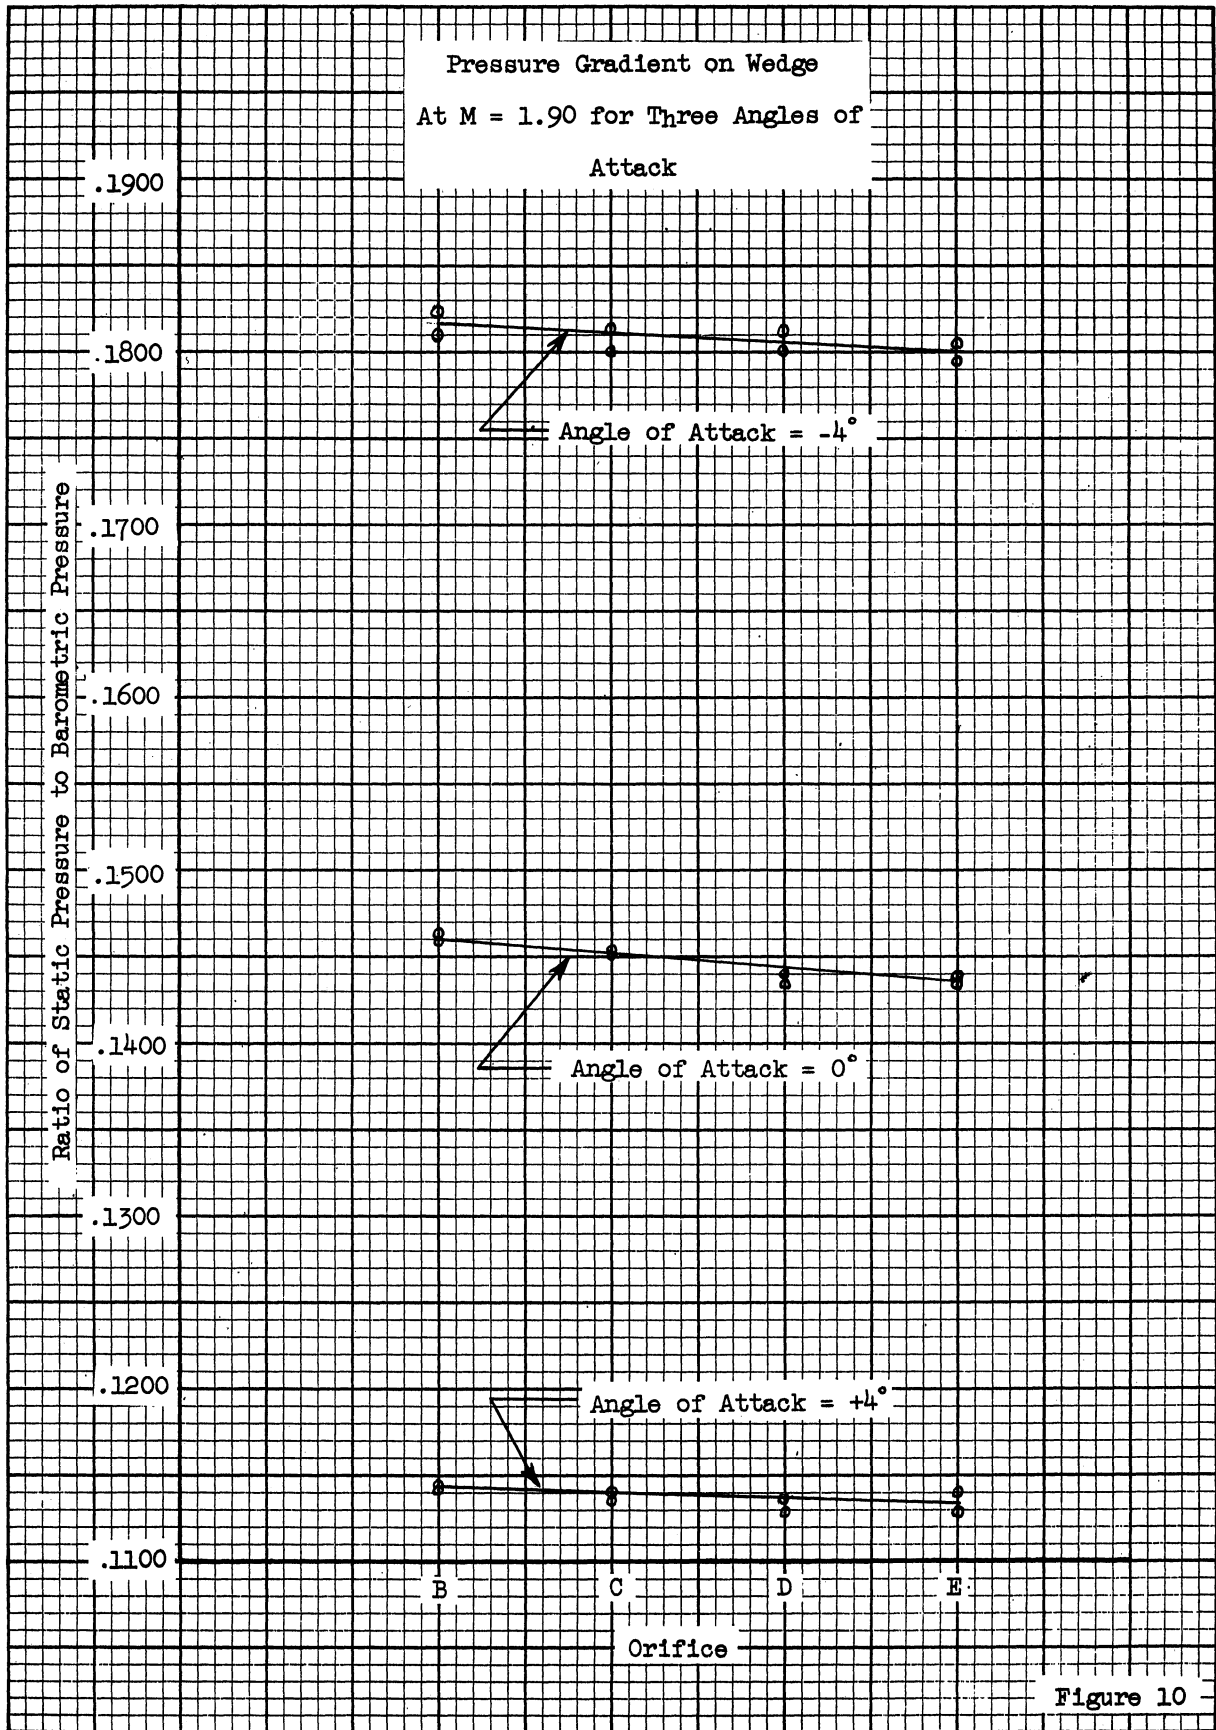 Pressure Gradient on Wedge
At M = 1.90 for Three Angles of
Attack
.1900
.1800
Angle of Attack = -4°
.1700
.1600
.1500
.1400
Angle of Attack = 0°
.1300
.1200
Angle of Attack = +4°
.1100
Ratio of Static Pressure to Barometric Pressure
B C D E
Orifice
Figure 10